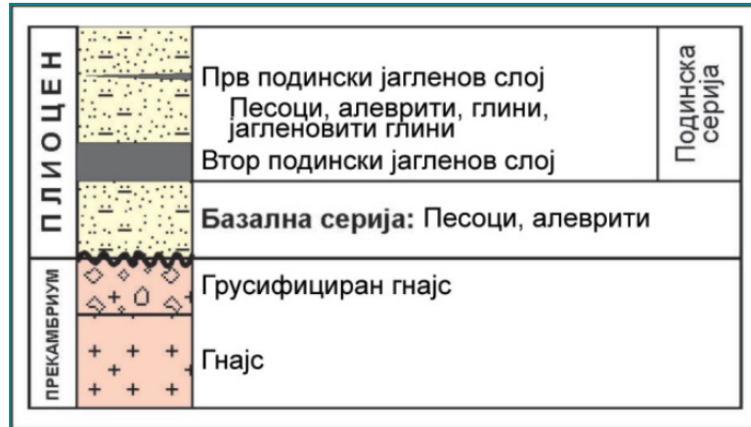 ПЛИОЦЕН
Прв подински јагленов слој
Песоци, алеврити, глини,
јагленовити глини
Втор подински јагленов слој
Подинска
серија
Базална серија: Песоци, алеврити
ПРЕКАМБРИУМ
Грусифициран гнајс
Гнајс